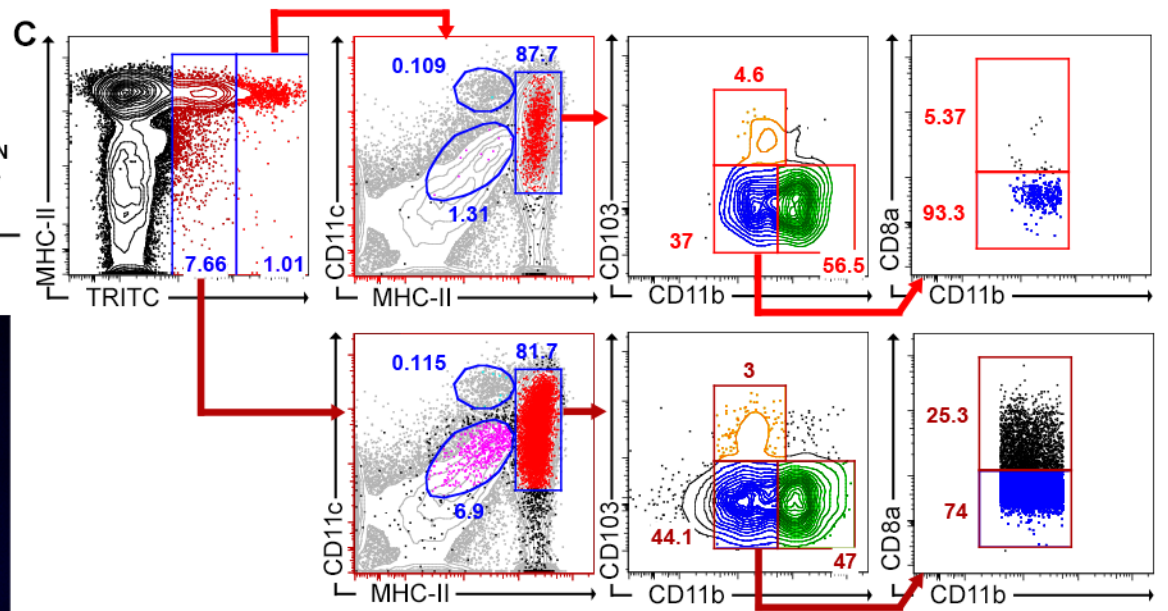 C
N
MHC-II
7.66
1.01
TRITC
0.109
87.7
1.31
CD11c
MHC-II
4.6
37
56.5
CD103
CD11b
5.37
93.3
CD8a
CD11b
0.115
81.7
6.9
CD11c
MHC-II
3
44.1
47
CD103
CD11b
25.3
74
CD8a
CD11b